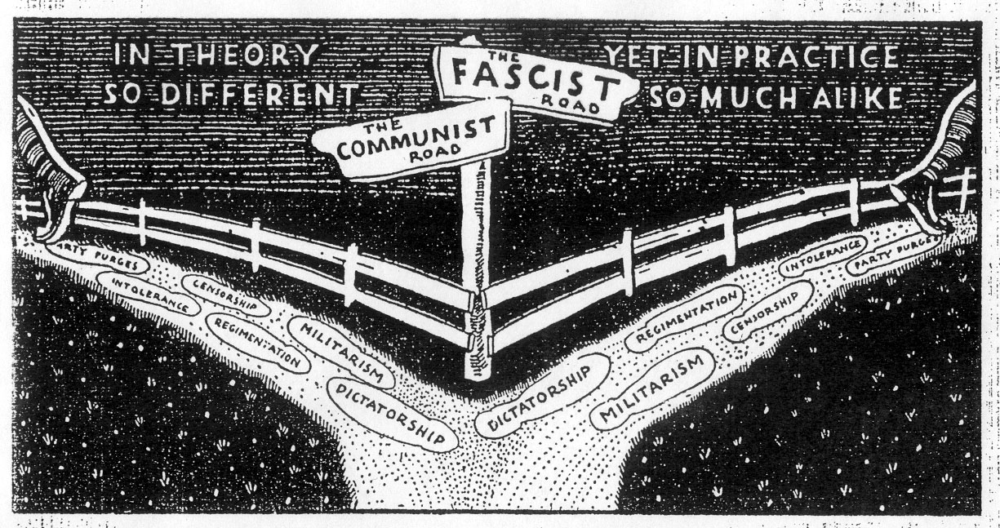 IN THEORY
SO DIFFERENT
THE
FASCIST
ROAD
YET IN PRACTICE
SO MUCH ALIKE
THE
COMMUNIST
ROAD
ARTY PURGES
INTOLERANCE
CENSORSHIP
REGIMENTATION
MILITARISM
DICTATORSHIP
INTOLERANCE
PARTY PURGES
REGIMENTATION
CENSORSHIP
MILITARISM
DICTATORSHIP